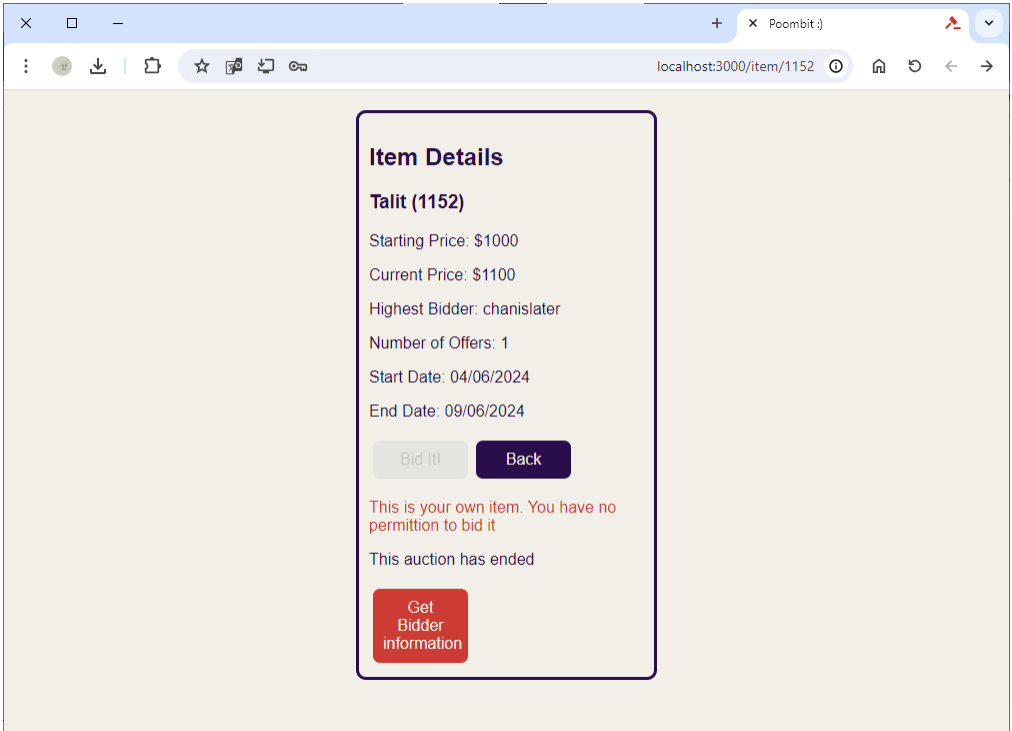 Poombit :)
localhost:3000/item/1152
Item Details
Talit (1152)
Starting Price: $1000
Current Price: $1100
Highest Bidder: chanislater
Number of Offers: 1
Start Date: 04/06/2024
End Date: 09/06/2024
Bid It! Back
This is your own item. You have no
permittion to bid it
This auction has ended
Get
Bidder
information